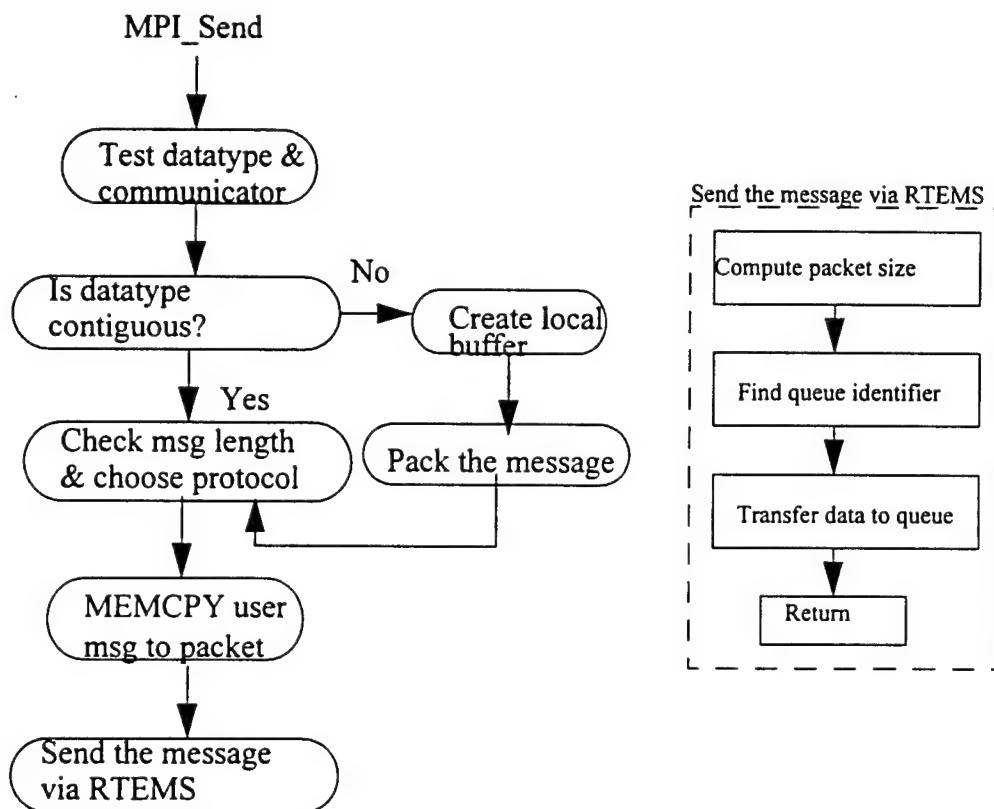 MPI_Send
Test datatype &
communicator
Is datatype
contiguous?
No
Create local
buffer
Yes
Check msg length
& choose protocol
Pack the message
MEMCPY user
msg to packet
Send the message
via RTEMS
Send the message via RTEMS
Compute packet size
Find queue identifier
Transfer data to queue
Return